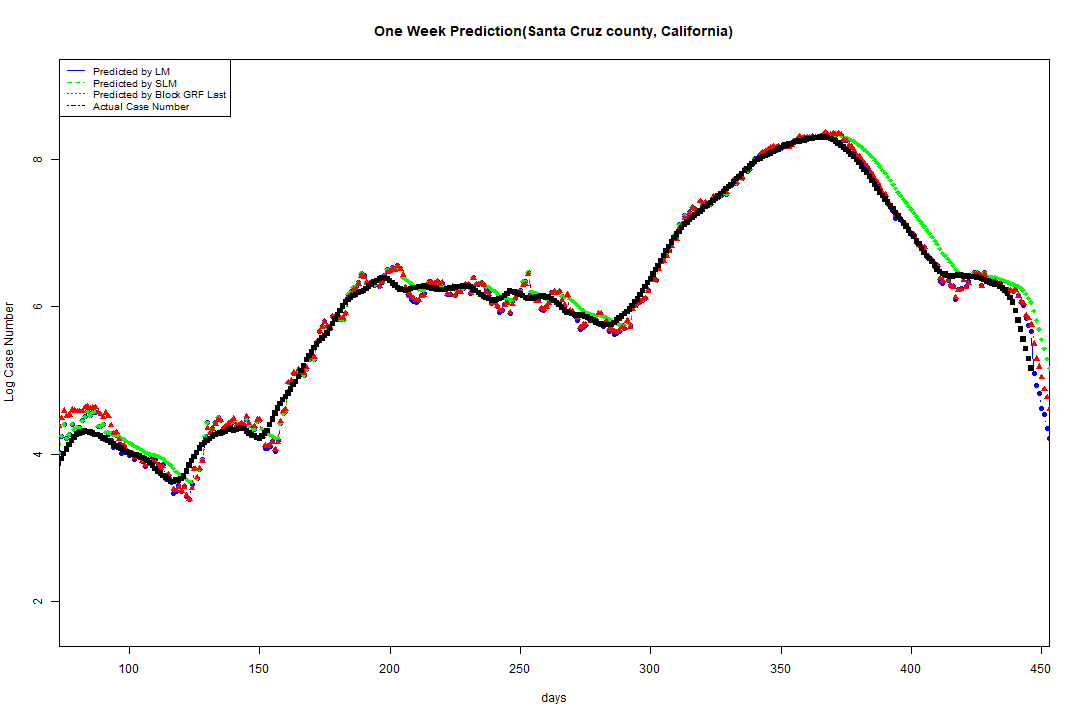 One Week Prediction(Santa Cruz county, California)
Predicted by LM
Predicted by SLM
Predicted by Block GRF Last
Actual Case Number
8
6
4
2
Log Case Number
100 150 200 250 300 350 400 450
days